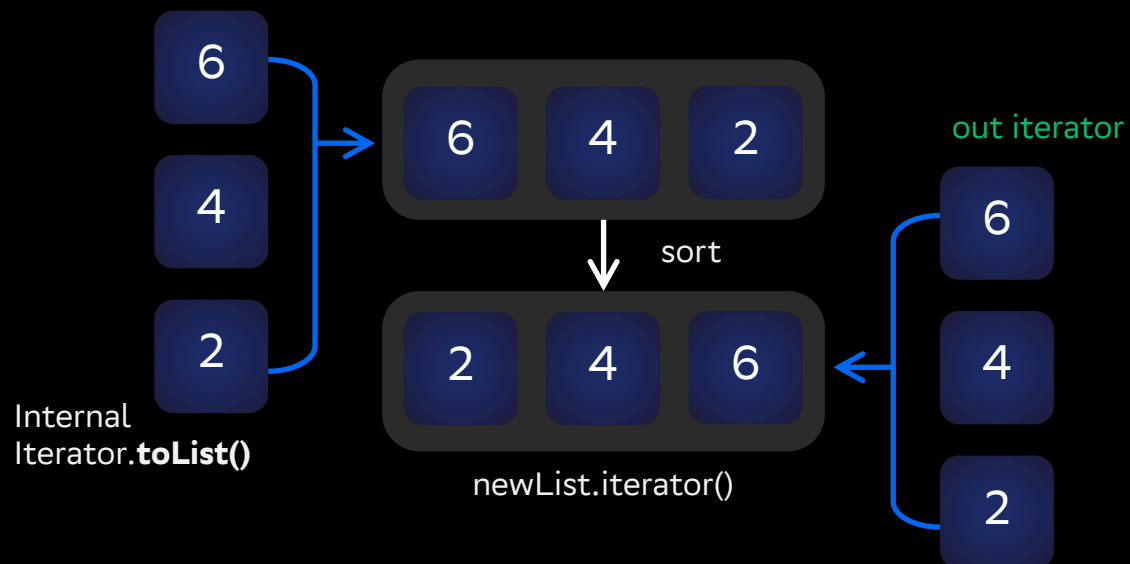 6
4
2
Internal
Iterator.toList()
6 4 2
sort
2 4 6
newList.iterator()
out iterator
6
4
2